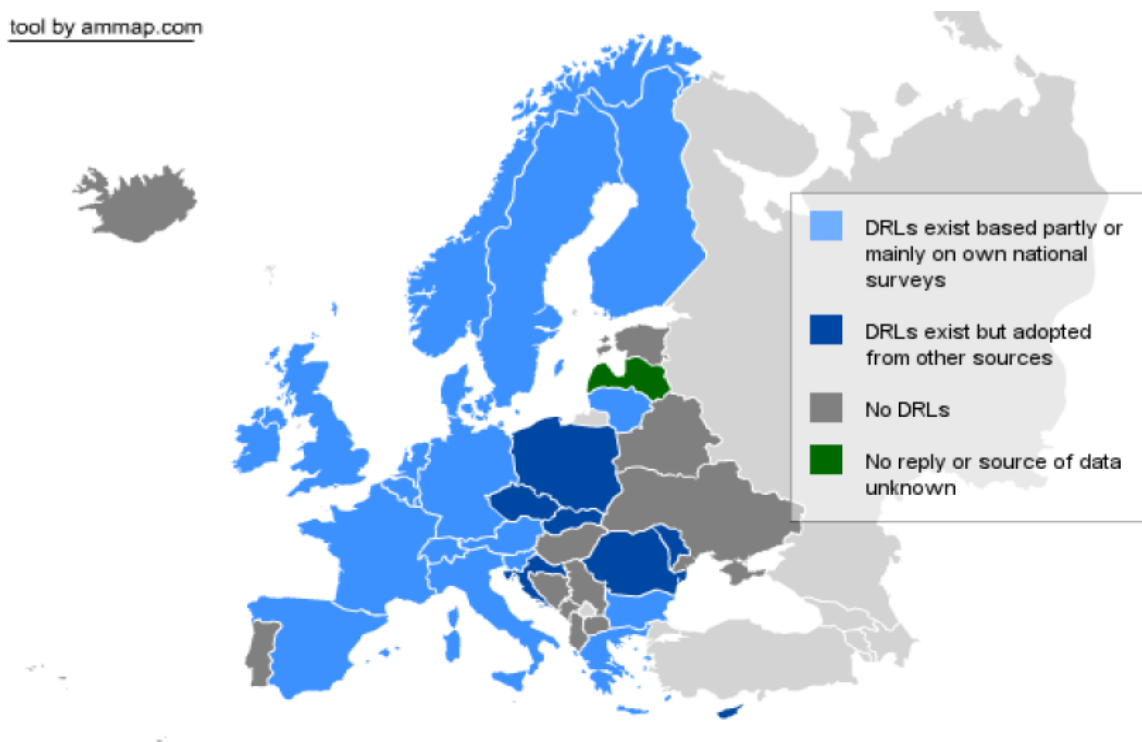 tool by ammap.com
DRLs exist based partly or
mainly on own national
surveys
DRLs exist but adopted
from other sources
No DRLs
No reply or source of data
unknown